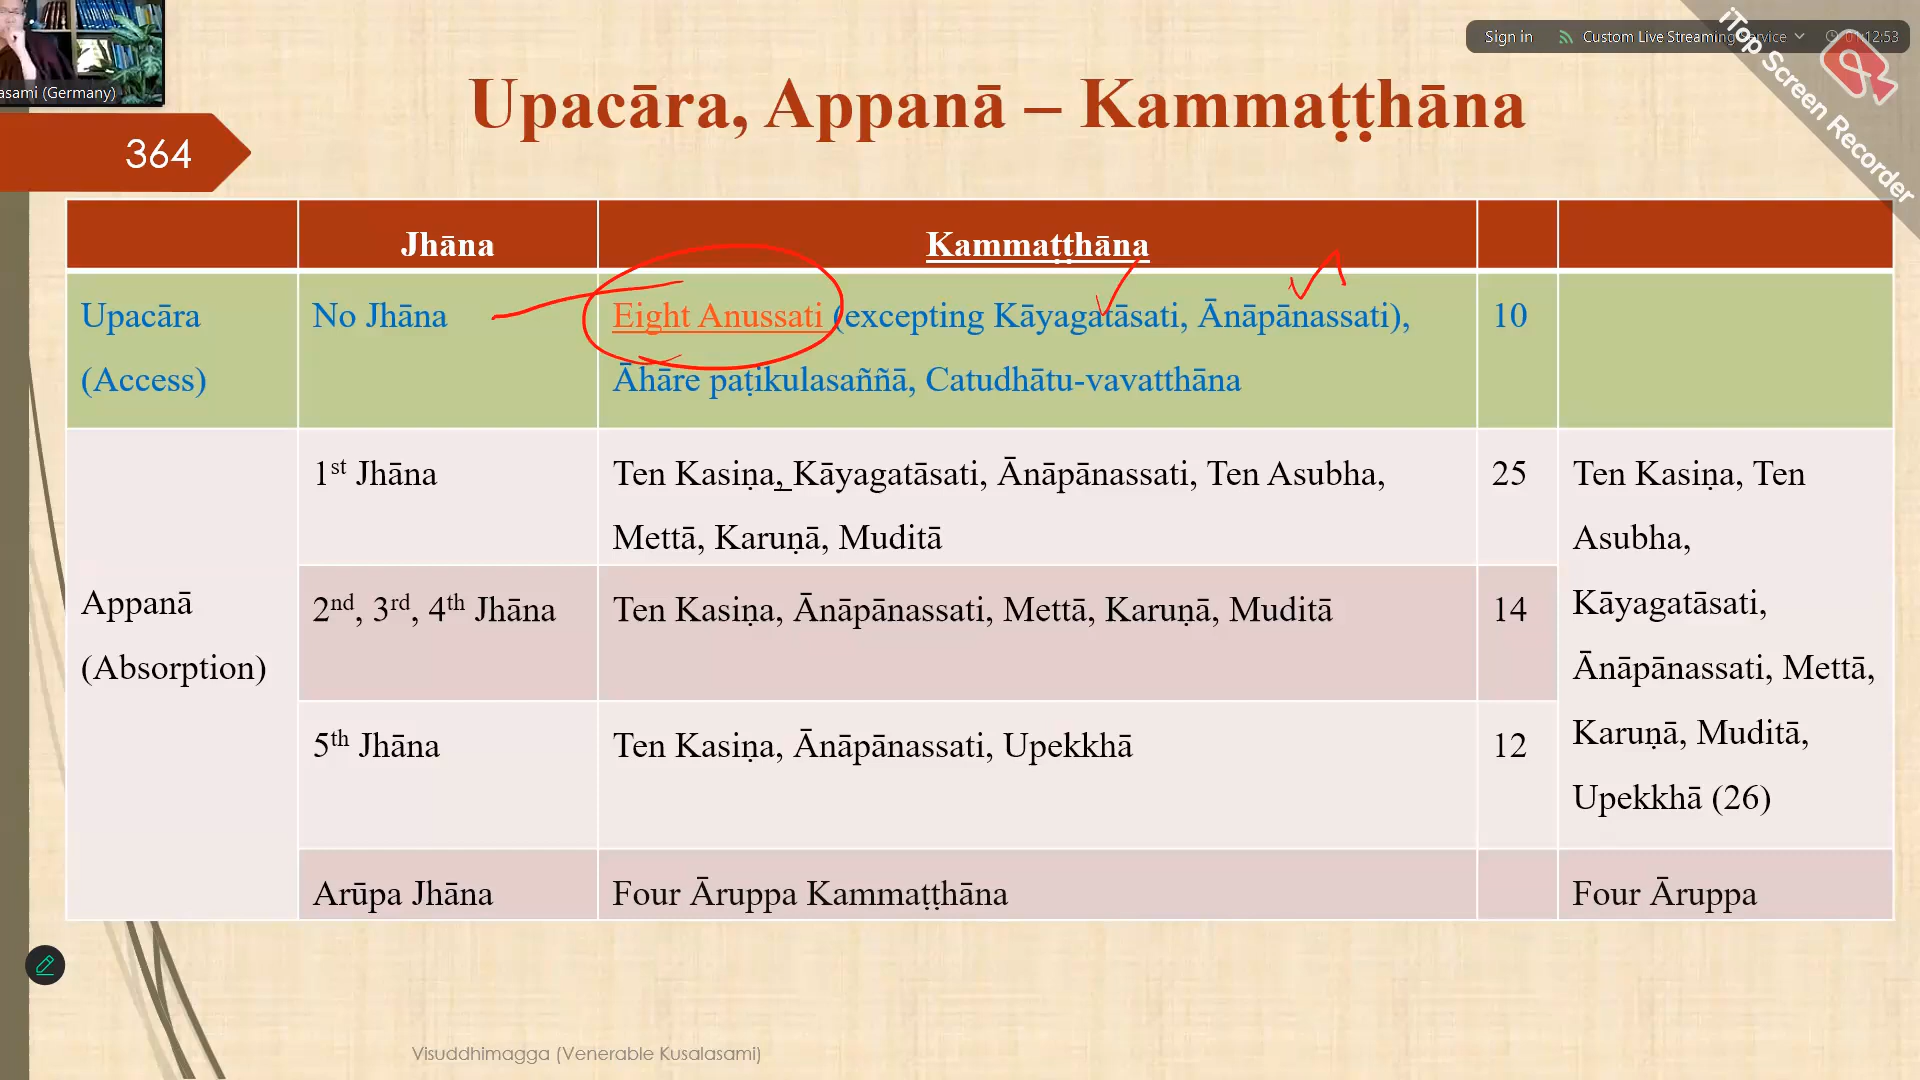 Sign in
Custom Live Streaming Service
01:12:53
iTop Screen Recorder
asami (Germany)
Upacāra, Appanā – Kammaṭṭhāna
364
Jhāna
Kammaṭṭhāna
Upacāra
(Access)
No Jhāna
Eight Anussati (excepting Kāyagatāsati, Ānāpānassati),
Āhāre paṭikulasaññā, Catudhātu-vavatthāna
10
Appanā
(Absorption)
1st Jhāna
Ten Kasiṇa, Kāyagatāsati, Ānāpānassati, Ten Asubha,
Mettā, Karuṇā, Muditā
25
Ten Kasiṇa, Ten
Asubha,
Kāyagatāsati,
Ānāpānassati, Mettā,
Karuṇā, Muditā,
Upekkhā (26)
2nd, 3rd, 4th Jhāna
Ten Kasiṇa, Ānāpānassati, Mettā, Karuṇā, Muditā
14
5th Jhāna
Ten Kasiṇa, Ānāpānassati, Upekkhā
12
Arūpa Jhāna
Four Āruppa Kammaṭṭhāna
Four Āruppa
Visuddhimagga (Venerable Kusalasami)